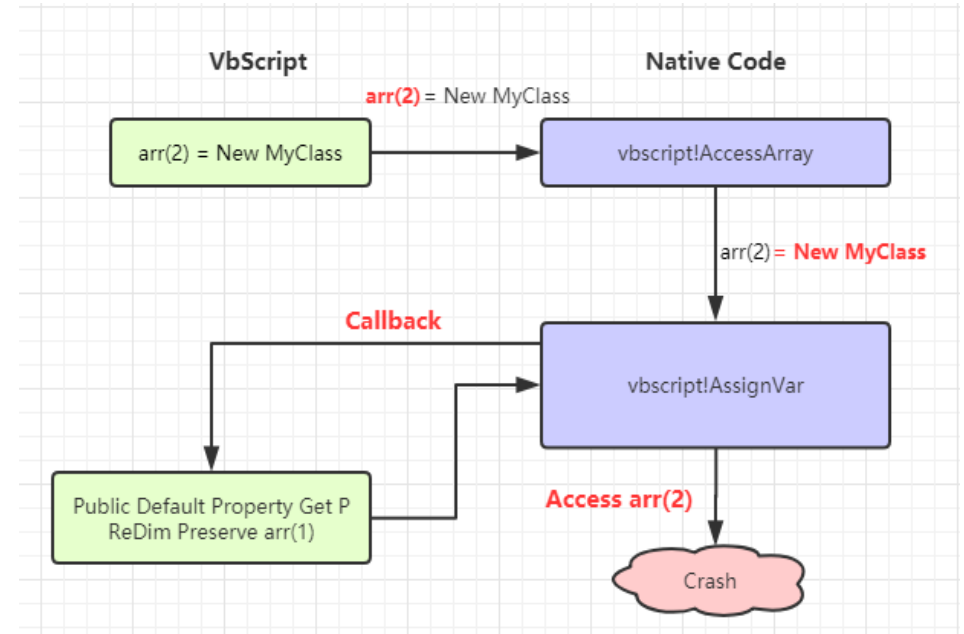 VbScript
Native Code
arr(2) = New MyClass
arr(2) = New MyClass
vbscript!AccessArray
arr(2) = New MyClass
Callback
vbscript!AssignVar
Public Default Property Get P
ReDim Preserve arr(1)
Access arr(2)
Crash